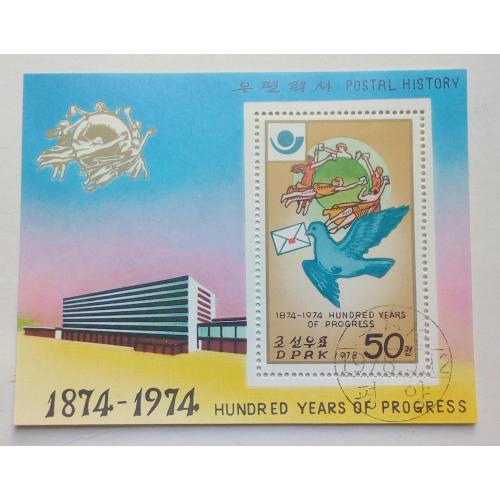 우편력사 POSTAL HISTORY
1874-1974 HUNDRED YEARS
OF PROGRESS
조선우표
DPRK 1978 50전
1874-1974 HUNDRED YEARS OF PROGRESS